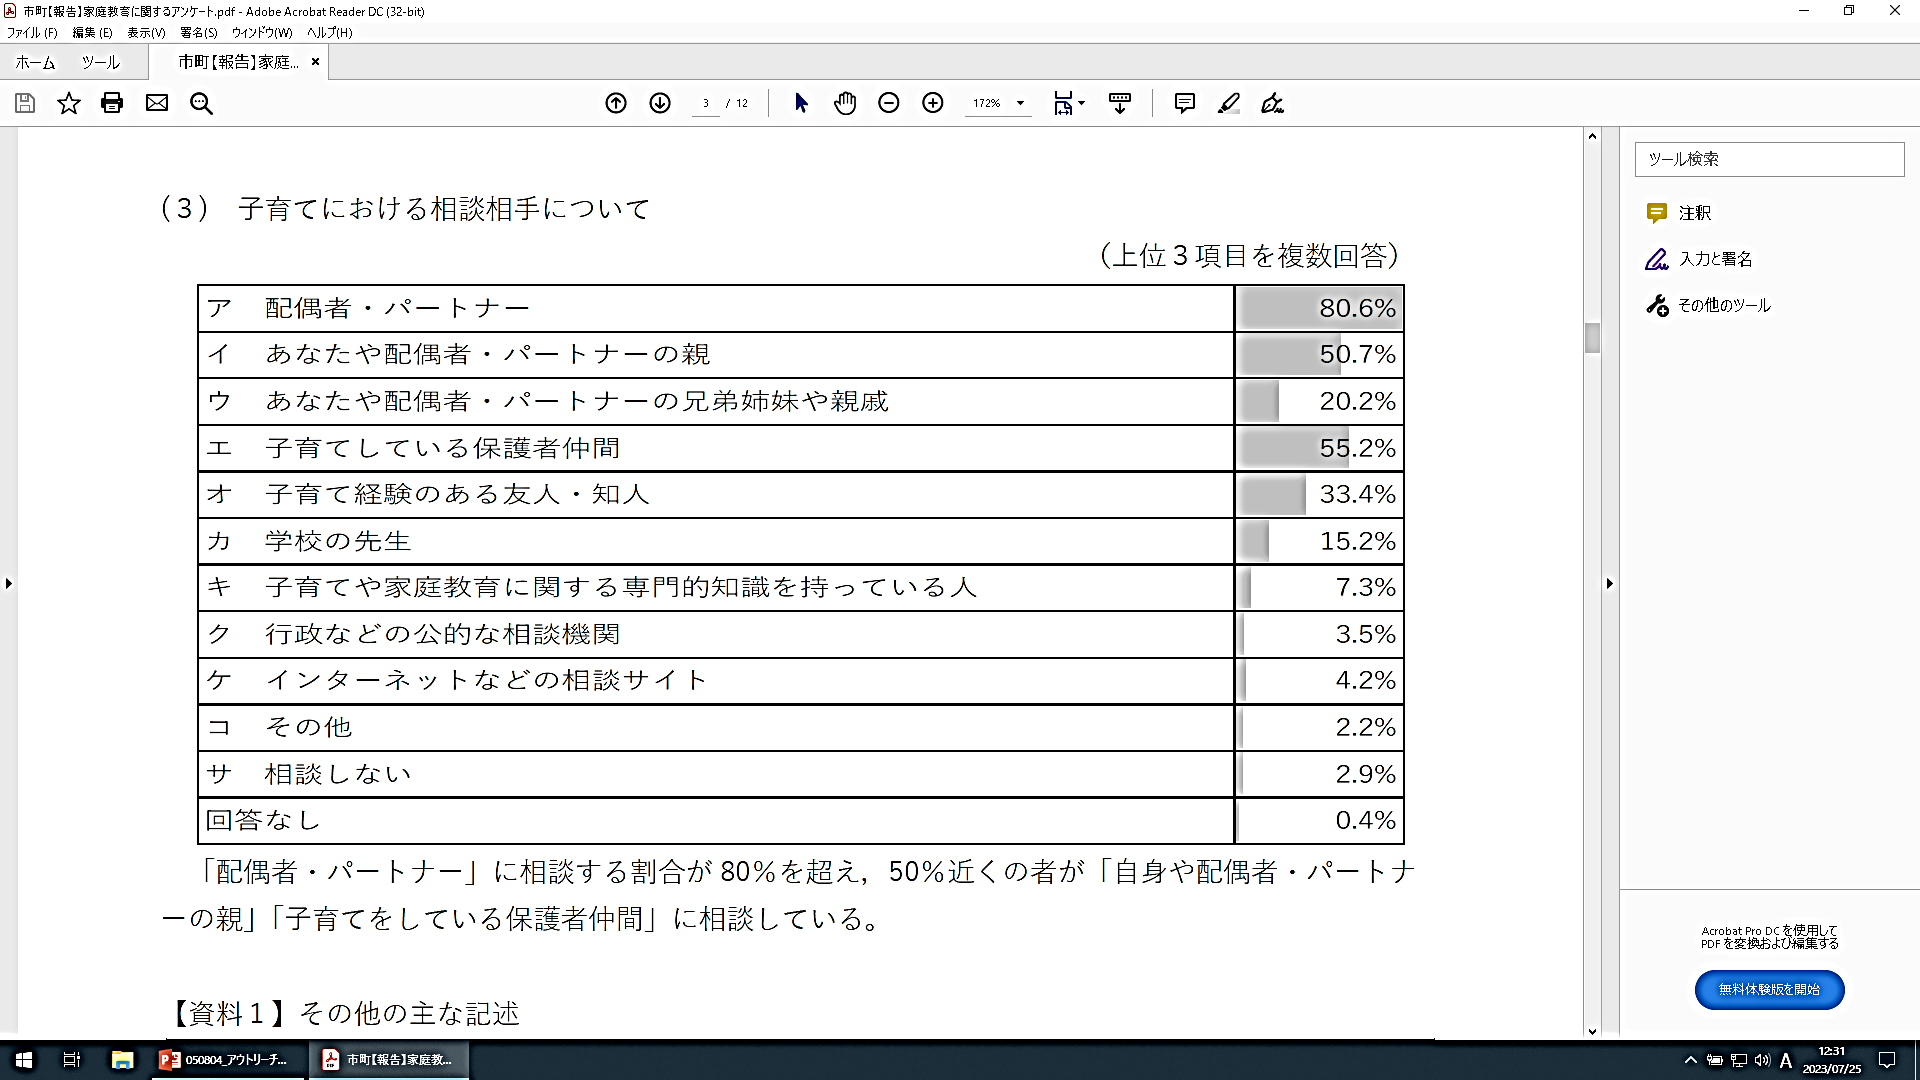 市町【報告】家庭教育に関するアンケート.pdf - Adobe Acrobat Reader DC (32-bit)
ファイル(F) 編集(E) 表示(V) 署名(S) ウィンドウ(W) ヘルプ(H)
ホーム ツール 市町【報告】家庭... ×
3 / 12 172%
(3) 子育てにおける相談相手について
(上位3項目を複数回答)
ア 配偶者・パートナー 80.6%
イ あなたや配偶者・パートナーの親 50.7%
ウ あなたや配偶者・パートナーの兄弟姉妹や親戚 20.2%
エ 子育てしている保護者仲間 55.2%
オ 子育て経験のある友人・知人 33.4%
カ 学校の先生 15.2%
キ 子育てや家庭教育に関する専門的知識を持っている人 7.3%
ク 行政などの公的な相談機関 3.5%
ケ インターネットなどの相談サイト 4.2%
コ その他 2.2%
サ 相談しない 2.9%
回答なし 0.4%
「配偶者・パートナー」に相談する割合が80%を超え，50%近くの者が「自身や配偶者・パートナ
ーの親」「子育てをしている保護者仲間」に相談している。
【資料1】その他の主な記述
ツール検索
注釈
入力と署名
その他のツール
Acrobat Pro DC を使用して
PDF を変換および編集する
無料体験版を開始
050804_アウトリーチ...
市町【報告】家庭教...
A
12:31
2023/07/25